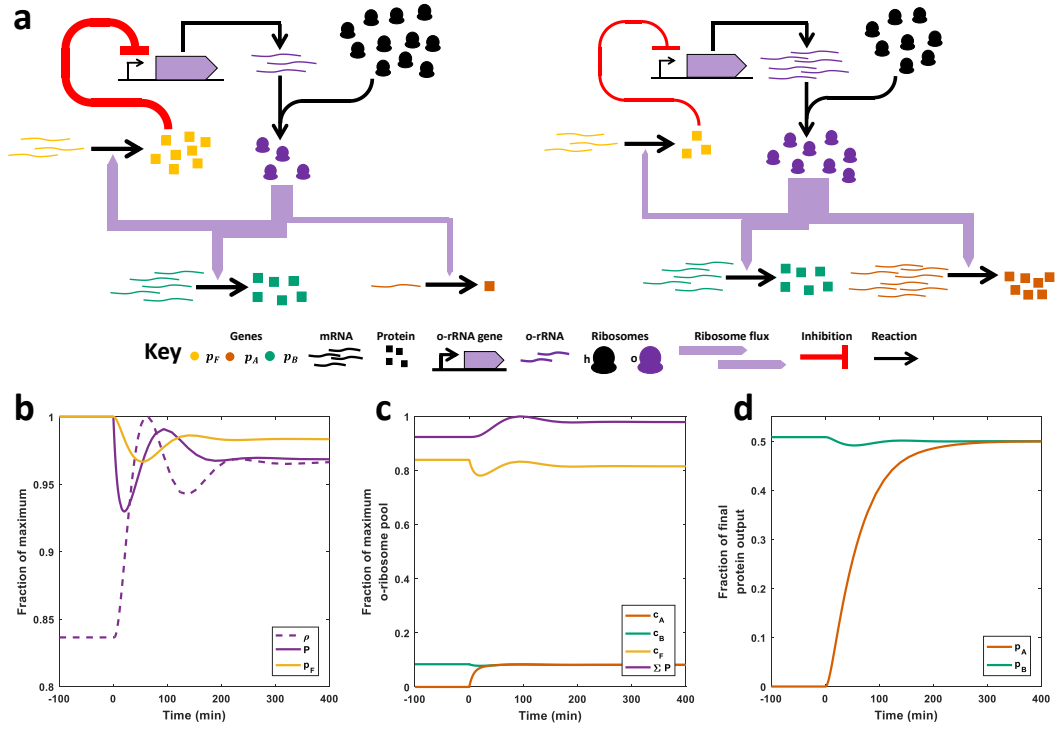 a
Key
Genes
p_F p_A p_B
mRNA
Protein
o-rRNA gene
o-rRNA
Ribosomes
h o
Ribosome flux
Inhibition
Reaction
b
Fraction of maximum
1
0.95
0.9
0.85
0.8
-100 0 100 200 300 400
Time (min)
ρ
P
p_F
c
Fraction of maximum
o-ribosome pool
1
0.8
0.6
0.4
0.2
0
-100 0 100 200 300 400
Time (min)
c_A
c_B
c_F
Σ P
d
Fraction of final
protein output
0.5
0.4
0.3
0.2
0.1
0
-100 0 100 200 300 400
Time (min)
p_A
p_B